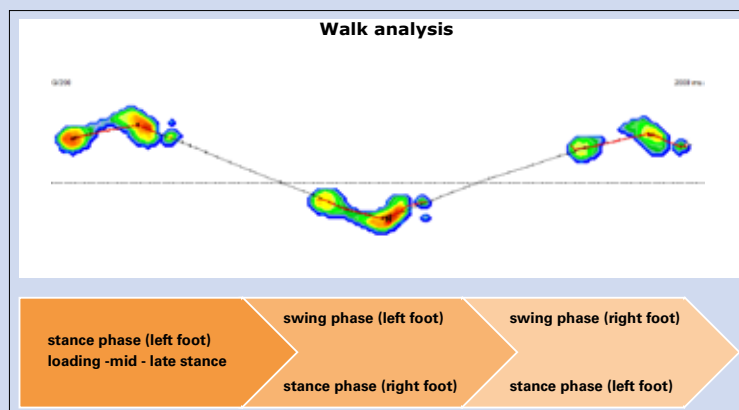 Walk analysis
stance phase (left foot)
loading -mid - late stance
swing phase (left foot)
stance phase (right foot)
swing phase (right foot)
stance phase (left foot)